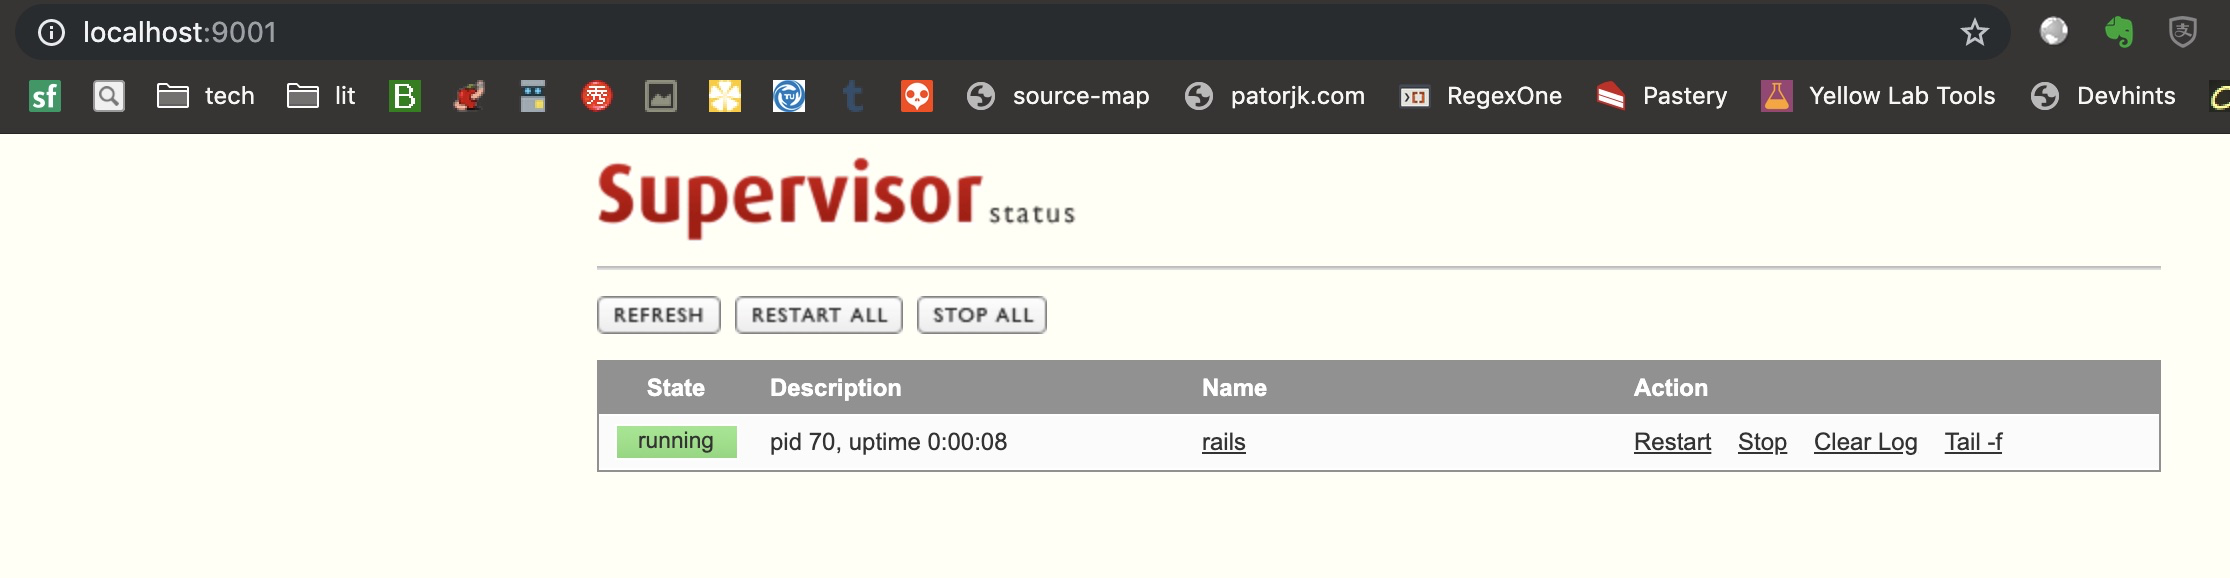 localhost:9001
sf tech lit B 秀 TU t source-map patorjk.com RegexOne Pastery Yellow Lab Tools Devhints
Supervisor status
REFRESH RESTART ALL STOP ALL
State Description Name Action
running pid 70, uptime 0:00:08 rails Restart Stop Clear Log Tail -f